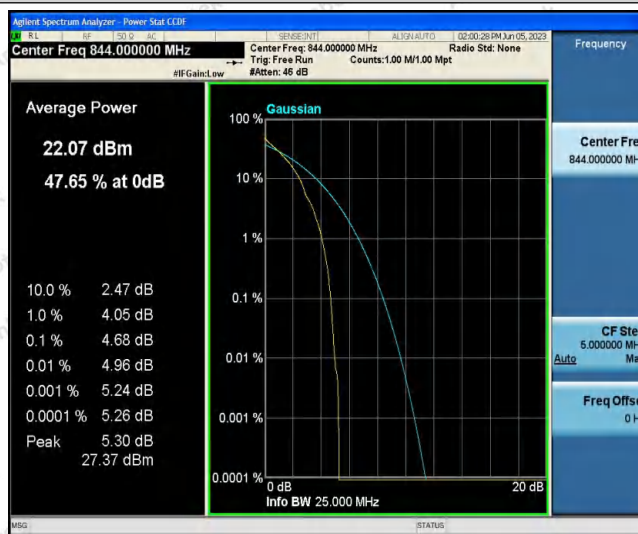 Agilent Spectrum Analyzer - Power Stat CCDF
RL RF 50 Ω AC SENSE:INT ALIGN AUTO 02:00:28 PM Jun 05, 2023
Center Freq 844.000000 MHz
Center Freq: 844.000000 MHz Radio Std: None
Trig: Free Run Counts:1.00 M/1.00 Mpt
#IFGain:Low #Atten: 46 dB
Frequency
Average Power
22.07 dBm
47.65 % at 0dB
10.0 % 2.47 dB
1.0 % 4.05 dB
0.1 % 4.68 dB
0.01 % 4.96 dB
0.001 % 5.24 dB
0.0001 % 5.26 dB
Peak 5.30 dB
27.37 dBm
Gaussian
100 %
10 %
1 %
0.1 %
0.01 %
0.001 %
0.0001 %
0 dB 20 dB
Info BW 25.000 MHz
Center Fre
844.000000 MH
CF Ste
5.000000 MH
Auto Ma
Freq Offse
0 H
MSG STATUS